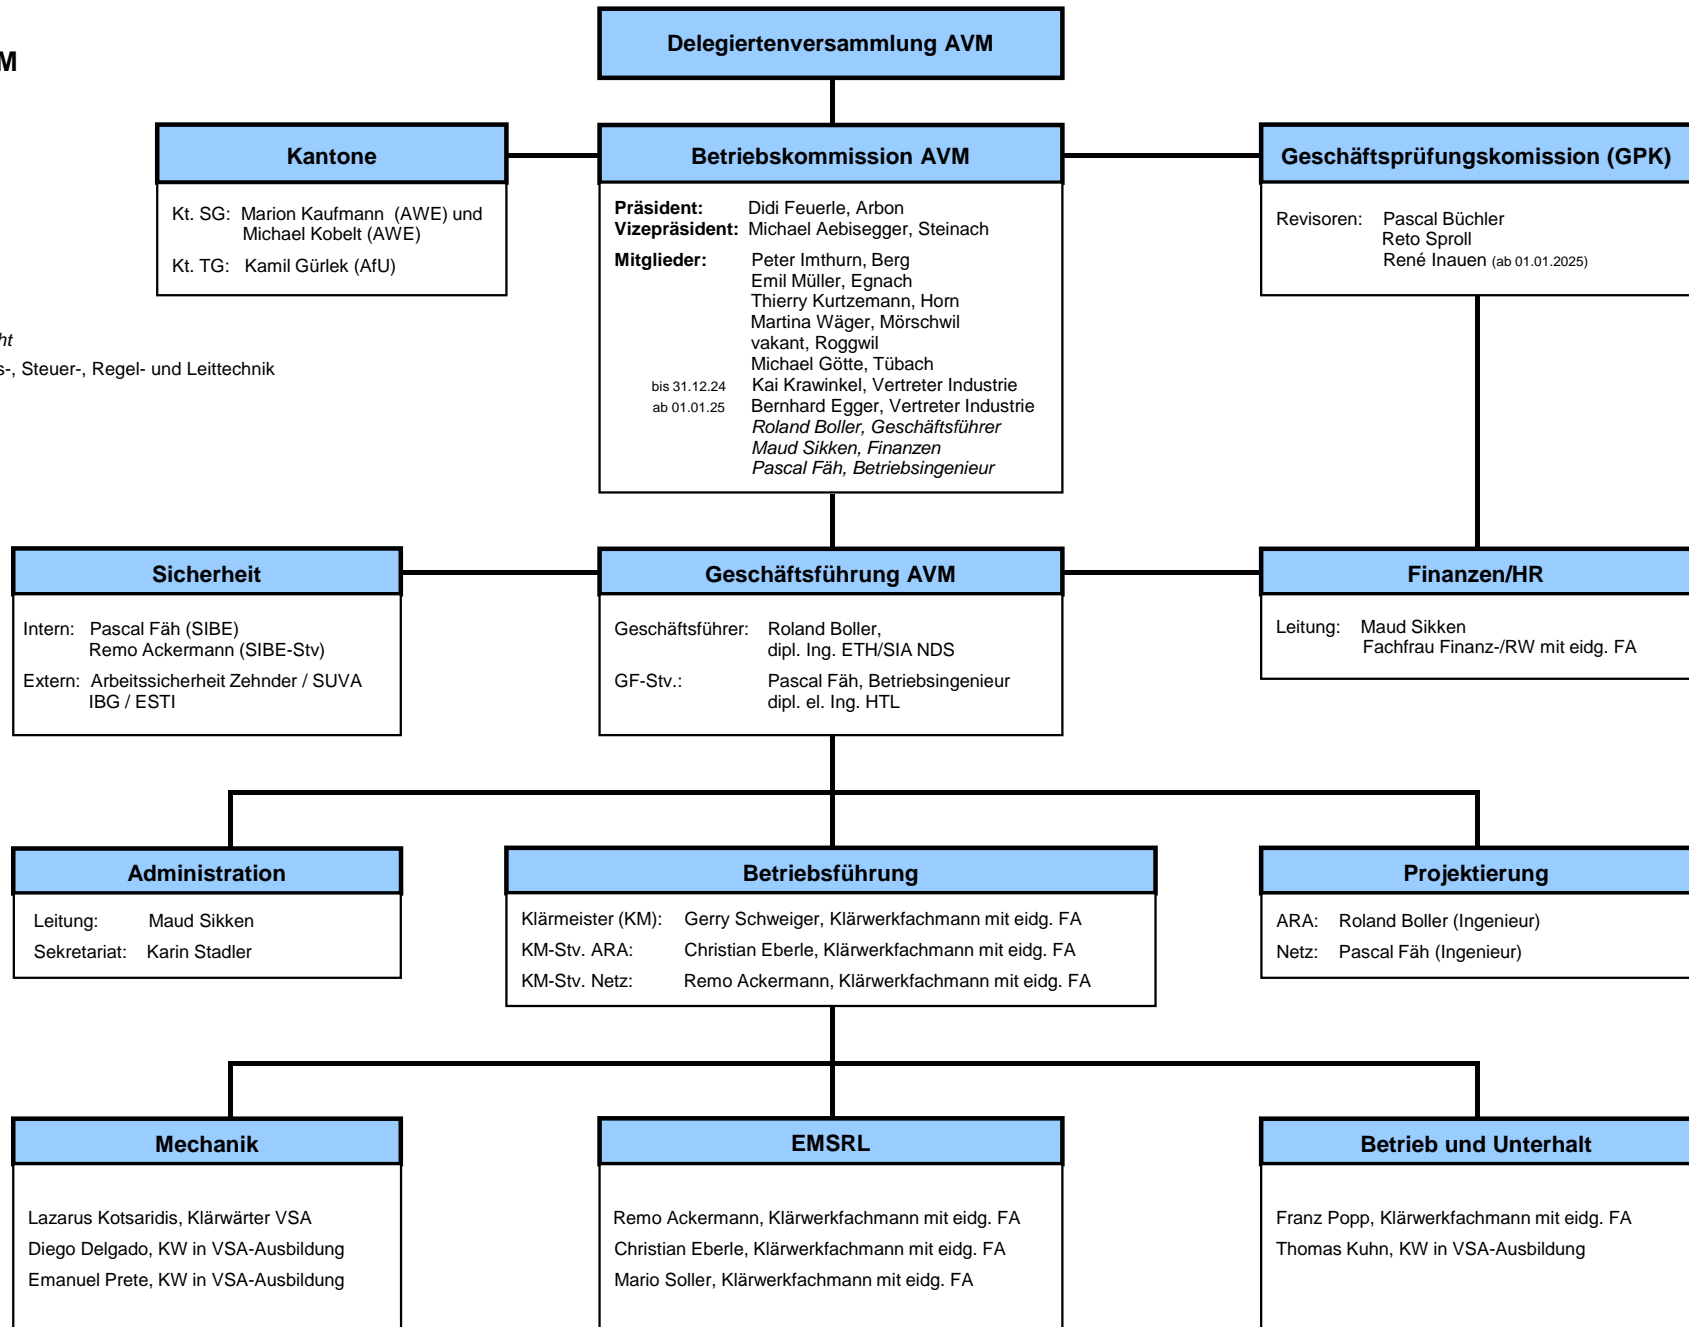 Delegiertenversammlung AVM
Kantone
Kt. SG: Marion Kaufmann (AWE) und
Michael Kobelt (AWE)
Kt. TG: Kamil Gürlek (AfU)
Betriebskommission AVM
Präsident: Didi Feuerle, Arbon
Vizepräsident: Michael Aebisegger, Steinach
Mitglieder: Peter Imthurn, Berg
Emil Müller, Egnach
Thierry Kurtzemann, Horn
Martina Wäger, Mörschwil
vakant, Roggwil
Michael Götte, Tübach
bis 31.12.24 Kai Krawinkel, Vertreter Industrie
ab 01.01.25 Bernhard Egger, Vertreter Industrie
Roland Boller, Geschäftsführer
Maud Sikken, Finanzen
Pascal Fäh, Betriebsingenieur
Geschäftsprüfungskomission (GPK)
Revisoren: Pascal Büchler
Reto Sproll
René Inauen (ab 01.01.2025)
-, Steuer-, Regel- und Leittechnik
Sicherheit
Intern: Pascal Fäh (SIBE)
Remo Ackermann (SIBE-Stv)
Extern: Arbeitssicherheit Zehnder / SUVA
IBG / ESTI
Geschäftsführung AVM
Geschäftsführer: Roland Boller,
dipl. Ing. ETH/SIA NDS
GF-Stv.: Pascal Fäh, Betriebsingenieur
dipl. el. Ing. HTL
Finanzen/HR
Leitung: Maud Sikken
Fachfrau Finanz-/RW mit eidg. FA
Administration
Leitung: Maud Sikken
Sekretariat: Karin Stadler
Betriebsführung
Klärmeister (KM): Gerry Schweiger, Klärwerkfachmann mit eidg. FA
KM-Stv. ARA: Christian Eberle, Klärwerkfachmann mit eidg. FA
KM-Stv. Netz: Remo Ackermann, Klärwerkfachmann mit eidg. FA
Projektierung
ARA: Roland Boller (Ingenieur)
Netz: Pascal Fäh (Ingenieur)
Mechanik
Lazarus Kotsaridis, Klärwärter VSA
Diego Delgado, KW in VSA-Ausbildung
Emanuel Prete, KW in VSA-Ausbildung
EMSRL
Remo Ackermann, Klärwerkfachmann mit eidg. FA
Christian Eberle, Klärwerkfachmann mit eidg. FA
Mario Soller, Klärwerkfachmann mit eidg. FA
Betrieb und Unterhalt
Franz Popp, Klärwerkfachmann mit eidg. FA
Thomas Kuhn, KW in VSA-Ausbildung